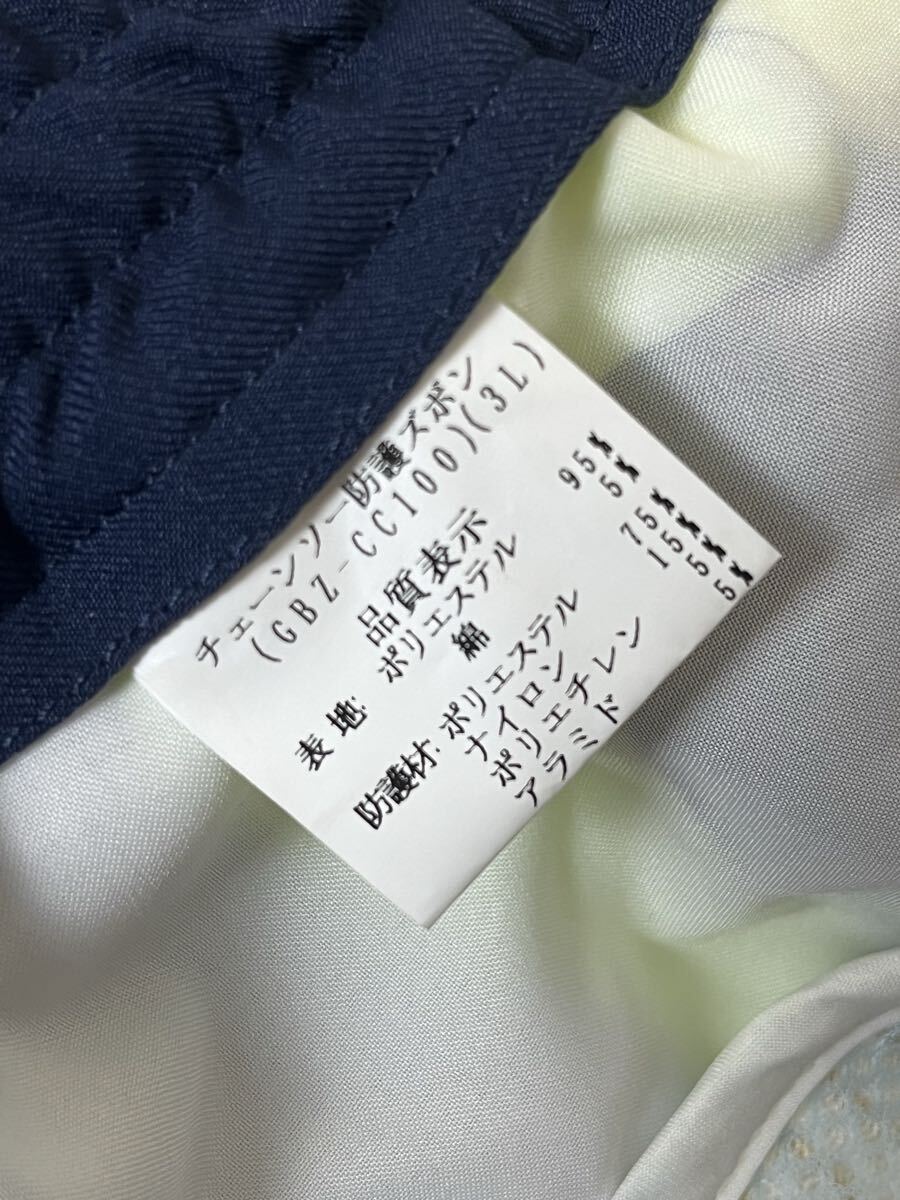 チェーンソー防護ズボン
(GBZ-CC100)(3L)
品質表示
表地: ポリエステル 95%
綿 5%
防護材: ポリエステル 75%
ナイロン 15%
ポリエチレン 5%
アラミド 5%